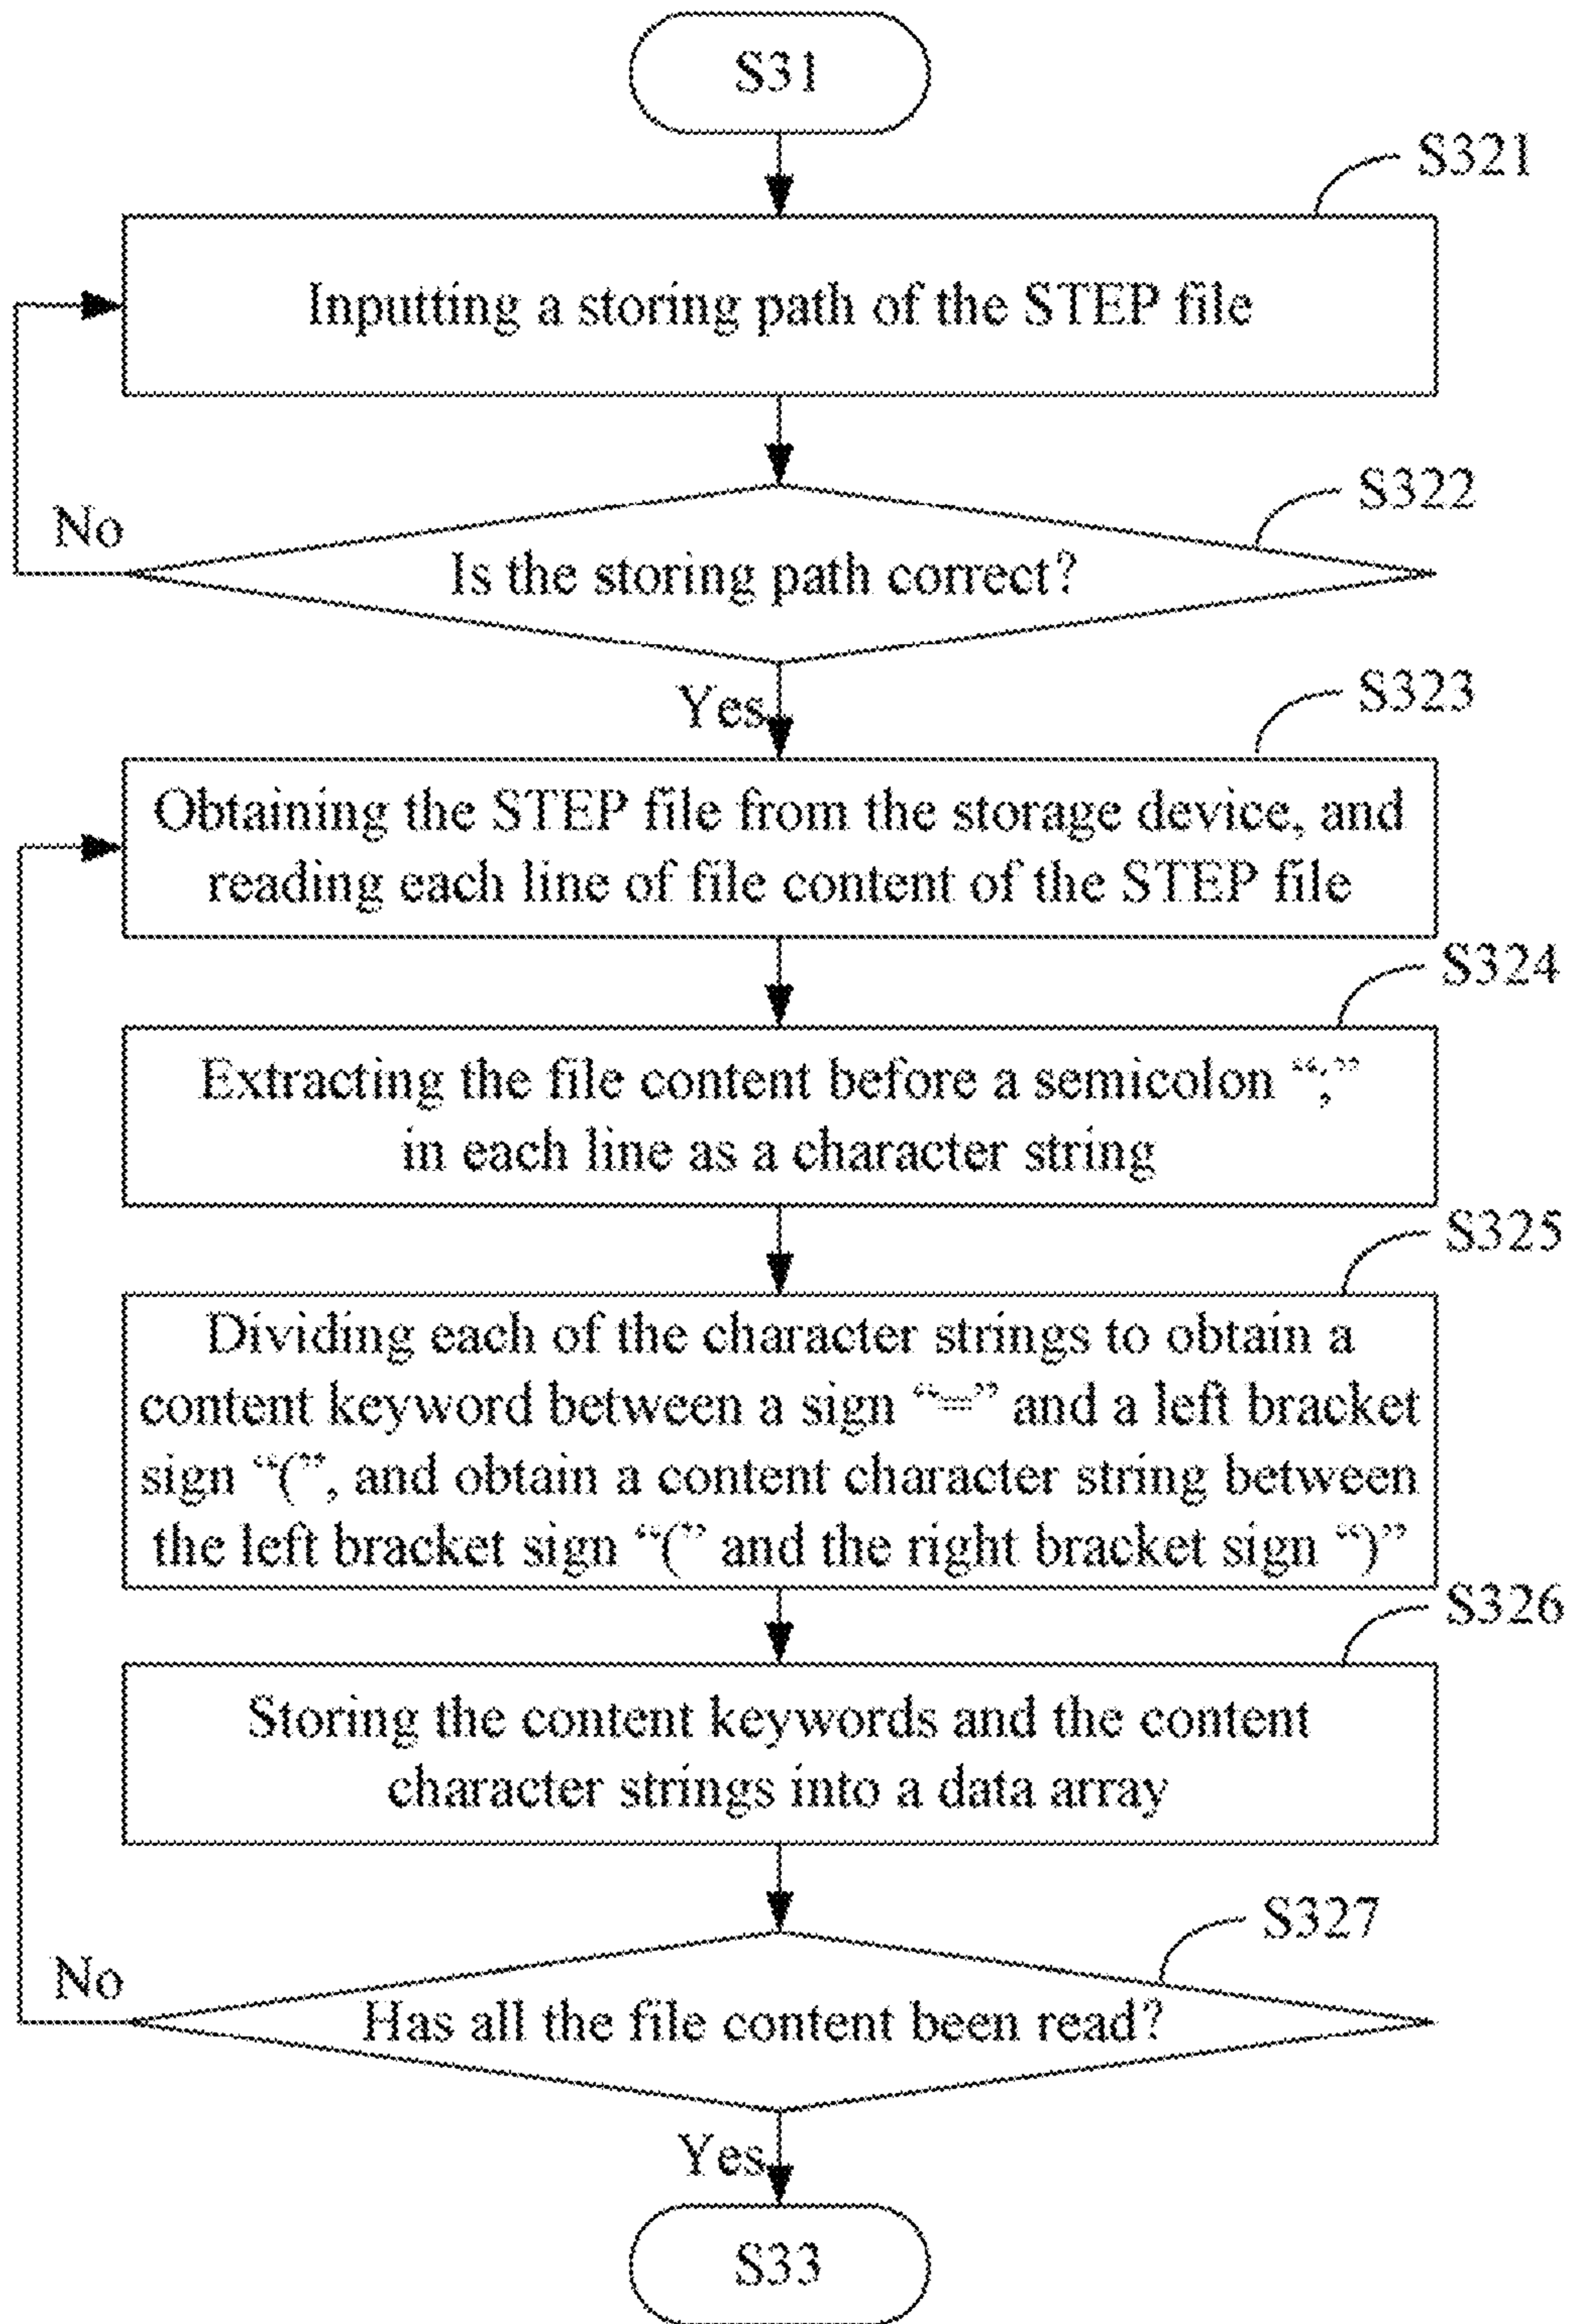 S31
S321
Inputting a storing path of the STEP file
S322
No
Is the storing path correct?
Yes
S323
Obtaining the STEP file from the storage device, and
reading each line of file content of the STEP file
S324
Extracting the file content before a semicolon “;”
in each line as a character string
S325
Dividing each of the character strings to obtain a
content keyword between a sign “=” and a left bracket
sign “(”, and obtain a content character string between
the left bracket sign “(” and the right bracket sign “)”
S326
Storing the content keywords and the content
character strings into a data array
S327
No
Has all the file content been read?
Yes
S33